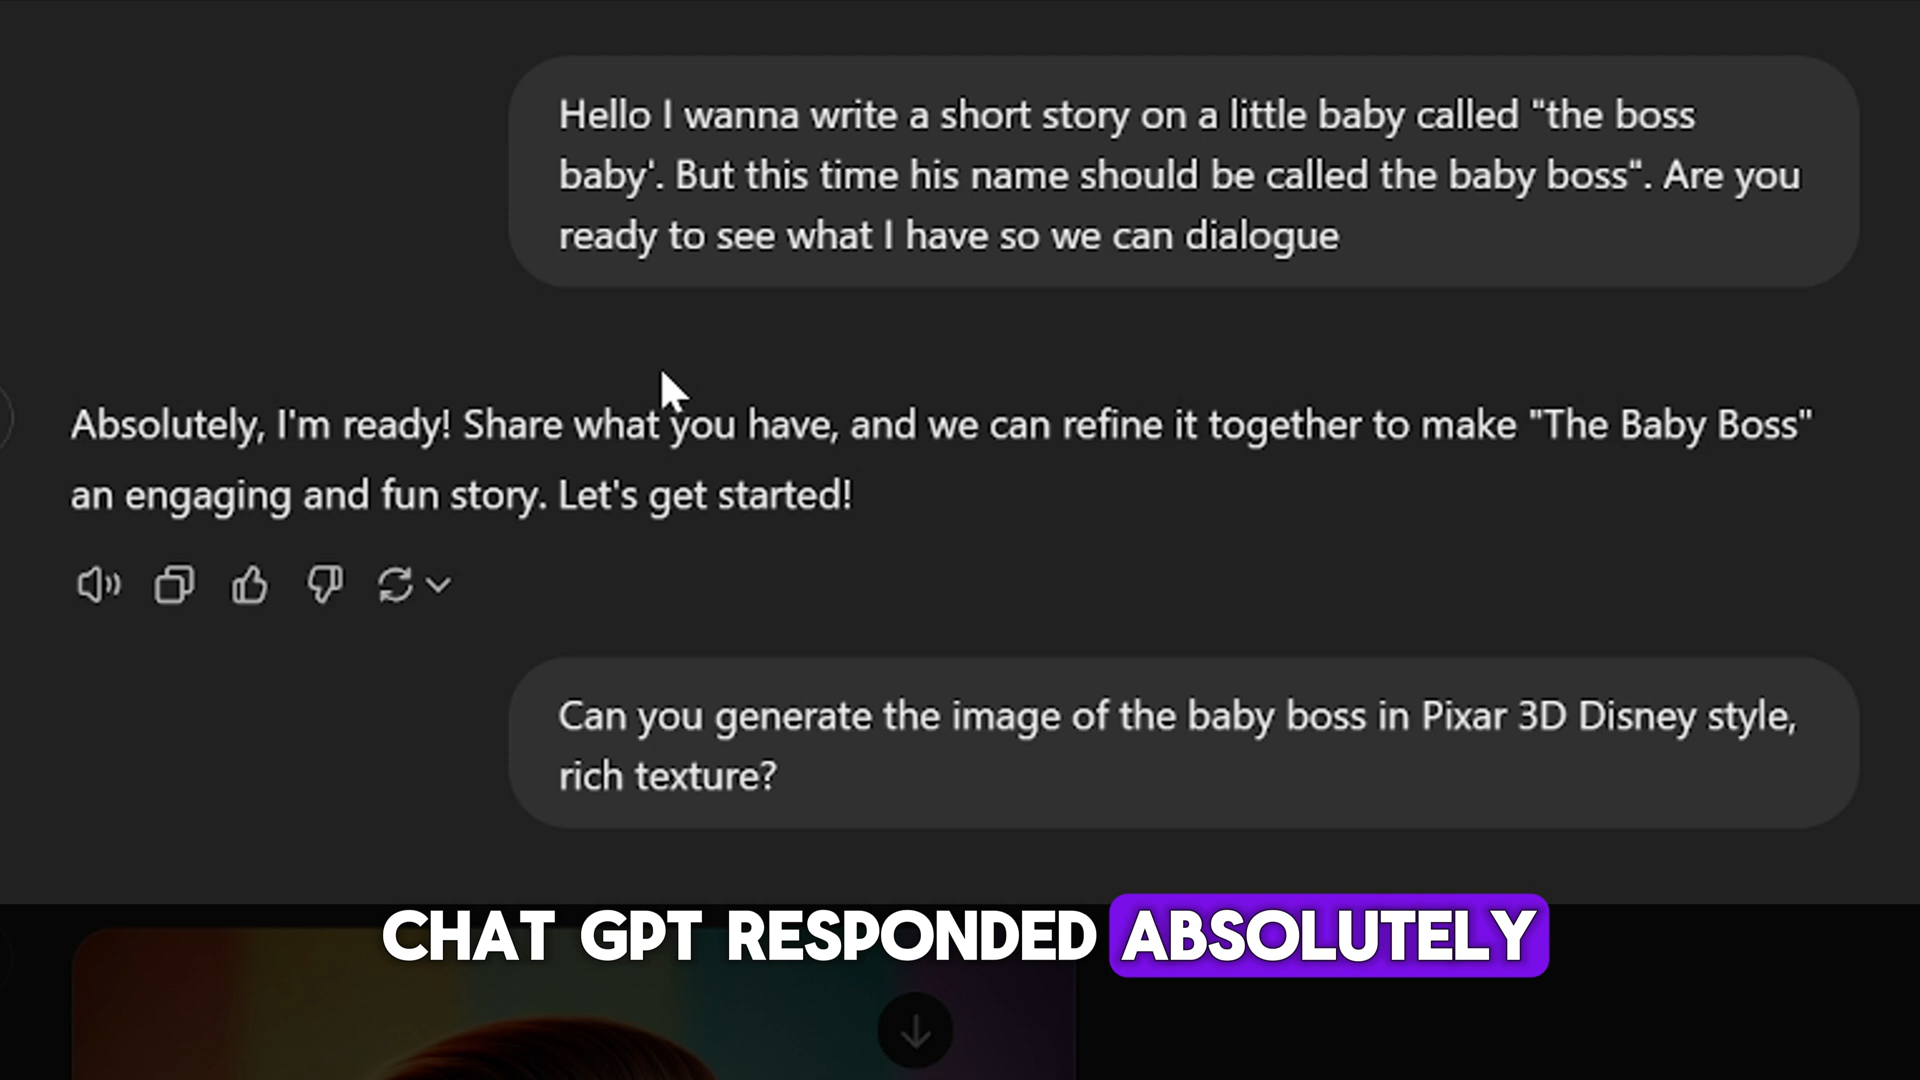 Hello I wanna write a short story on a little baby called "the boss
baby'. But this time his name should be called the baby boss". Are you
ready to see what I have so we can dialogue
Absolutely, I'm ready! Share what you have, and we can refine it together to make "The Baby Boss"
an engaging and fun story. Let's get started!
Can you generate the image of the baby boss in Pixar 3D Disney style,
rich texture?
CHAT GPT RESPONDED ABSOLUTELY